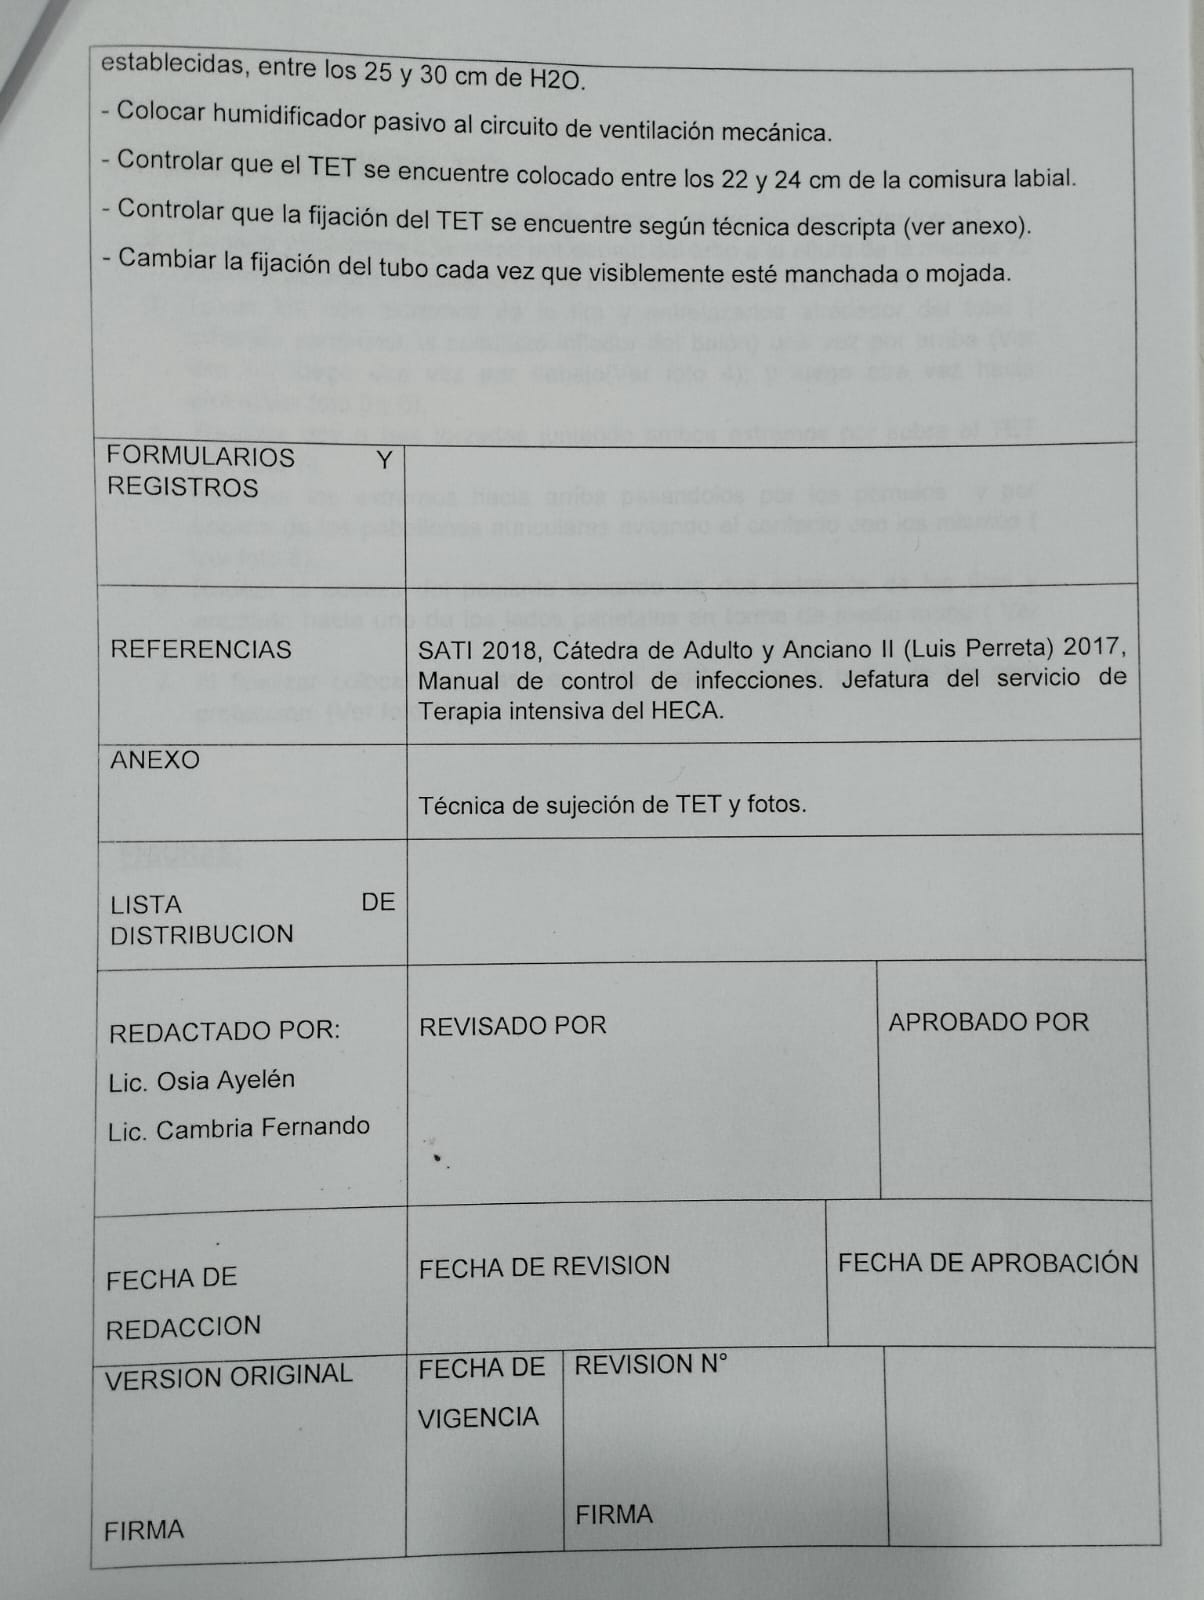 establecidas, entre los 25 y 30 cm de H2O.
- Colocar humidificador pasivo al circuito de ventilación mecánica.
- Controlar que el TET se encuentre colocado entre los 22 y 24 cm de la comisura labial.
- Controlar que la fijación del TET se encuentre según técnica descripta (ver anexo).
- Cambiar la fijación del tubo cada vez que visiblemente esté manchada o mojada.
FORMULARIOS Y
REGISTROS
REFERENCIAS
SATI 2018, Cátedra de Adulto y Anciano II (Luis Perreta) 2017,
Manual de control de infecciones. Jefatura del servicio de
Terapia intensiva del HECA.
ANEXO
Técnica de sujeción de TET y fotos.
LISTA DE
DISTRIBUCION
REDACTADO POR:
Lic. Osia Ayelén
Lic. Cambria Fernando
REVISADO POR
APROBADO POR
FECHA DE
REDACCION
FECHA DE REVISION
FECHA DE APROBACIÓN
VERSION ORIGINAL
FIRMA
FECHA DE
VIGENCIA
REVISION N°
FIRMA